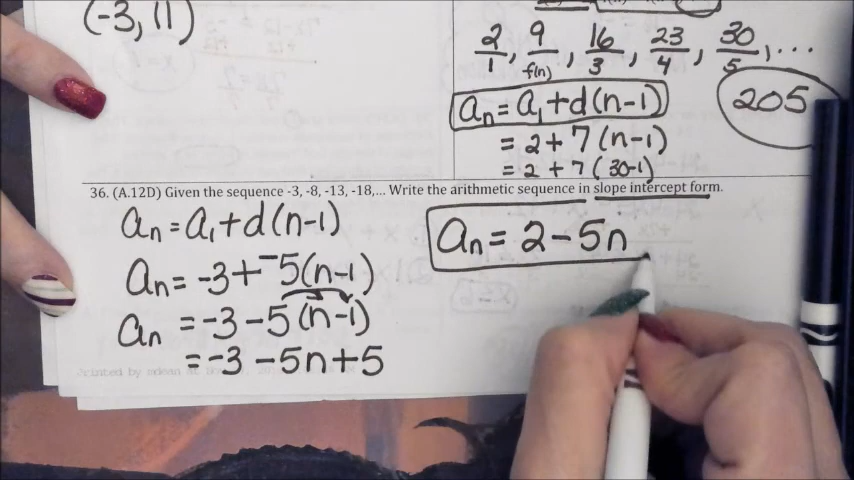 (-3, 11)
2/1, 9/f(n), 16/3, 23/4, 30/5, ...
aₙ = a₁ + d(n-1)
= 2 + 7(n-1)
= 2 + 7(30-1)
205
36. (A.12D) Given the sequence -3, -8, -13, -18,... Write the arithmetic sequence in slope intercept form.
aₙ = a₁ + d(n-1)
aₙ = -3 + ⁻5(n-1)
aₙ = -3 - 5(n-1)
= -3 - 5n + 5
aₙ = 2 - 5n